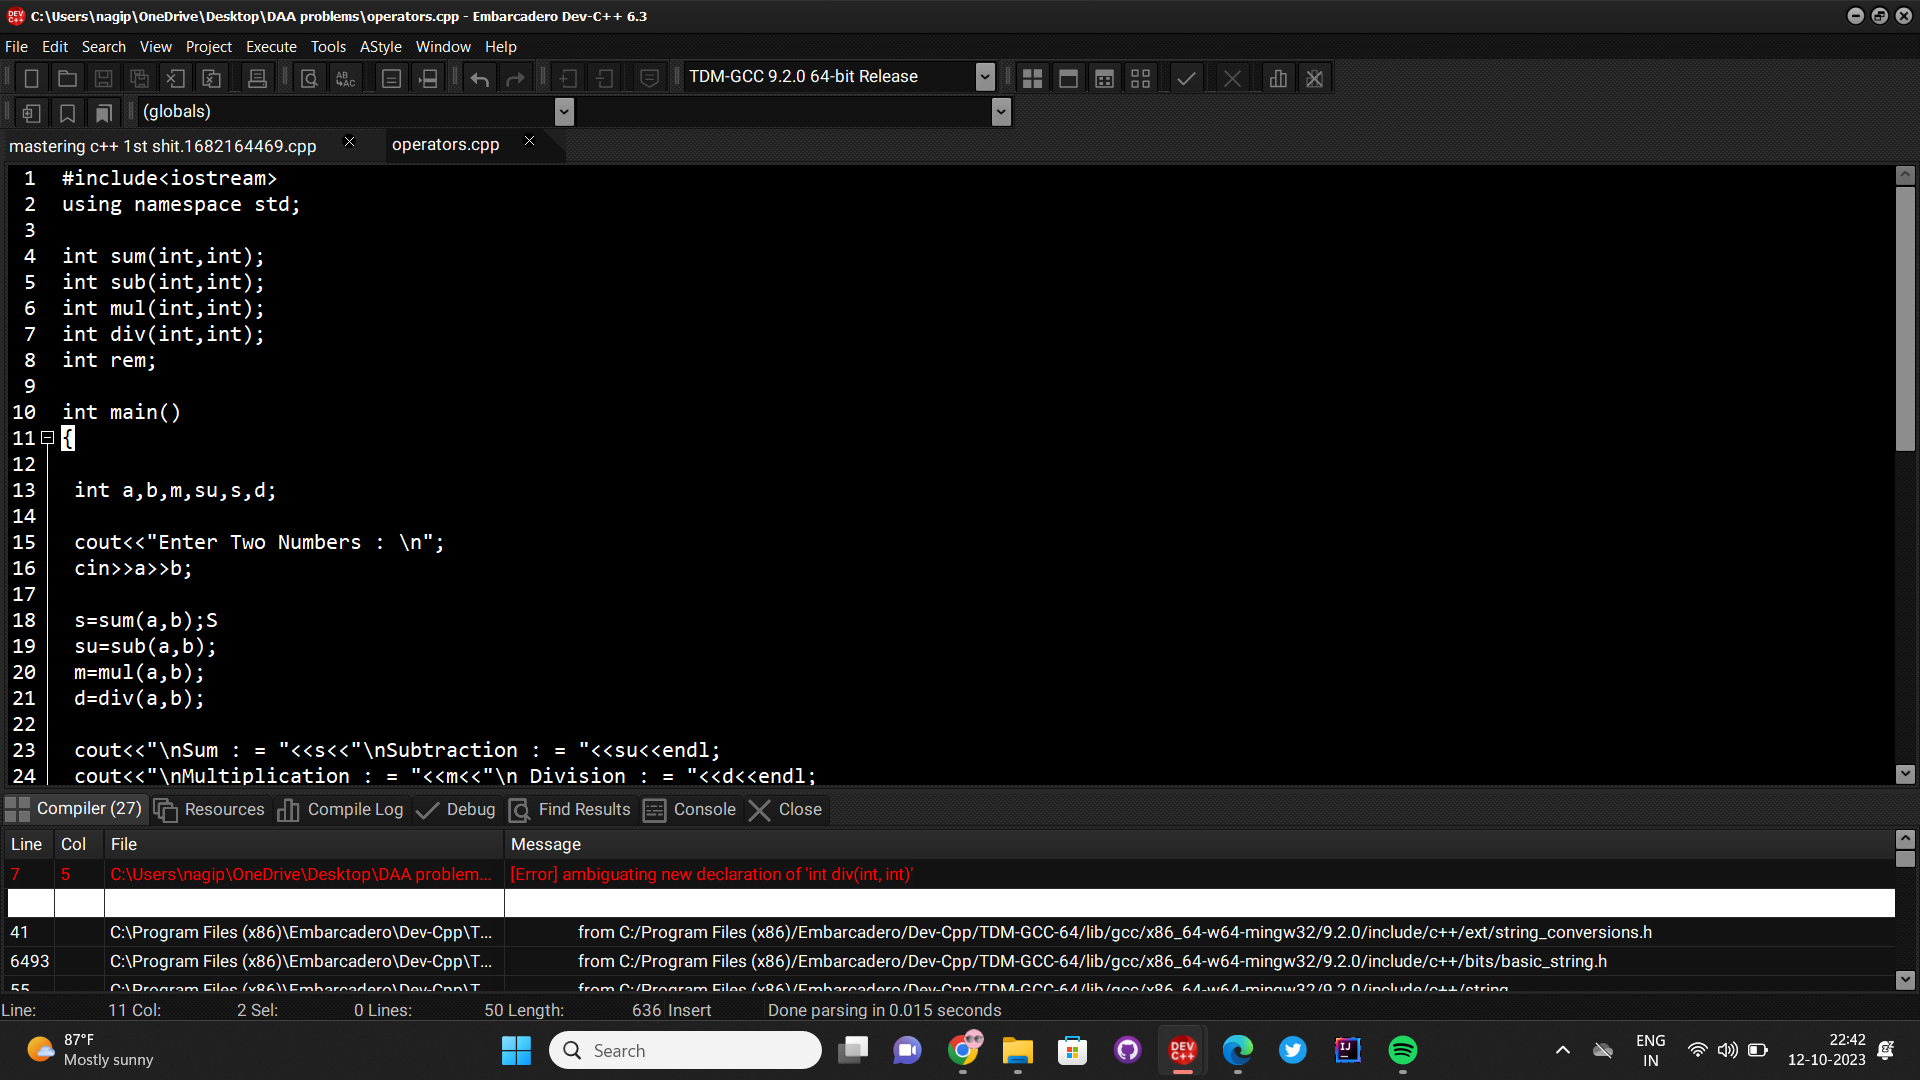 C:\Users\nagip\OneDrive\Desktop\DAA problems\operators.cpp - Embarcadero Dev-C++ 6.3
File Edit Search View Project Execute Tools AStyle Window Help
TDM-GCC 9.2.0 64-bit Release
(globals)
mastering c++ 1st shit.1682164469.cpp operators.cpp
1 #include<iostream>
2 using namespace std;
3
4 int sum(int,int);
5 int sub(int,int);
6 int mul(int,int);
7 int div(int,int);
8 int rem;
9
10 int main()
11 {
12
13 int a,b,m,su,s,d;
14
15 cout<<"Enter Two Numbers : \n";
16 cin>>a>>b;
17
18 s=sum(a,b);S
19 su=sub(a,b);
20 m=mul(a,b);
21 d=div(a,b);
22
23 cout<<"\nSum : = "<<s<<"\nSubtraction : = "<<su<<endl;
24 cout<<"\nMultiplication : = "<<m<<"\n Division : = "<<d<<endl;
Compiler (27) Resources Compile Log Debug Find Results Console Close
Line Col File Message
7 5 C:\Users\nagip\OneDrive\Desktop\DAA problem... [Error] ambiguating new declaration of 'int div(int, int)'
41 C:\Program Files (x86)\Embarcadero\Dev-Cpp\T... from C:/Program Files (x86)/Embarcadero/Dev-Cpp/TDM-GCC-64/lib/gcc/x86_64-w64-mingw32/9.2.0/include/c++/ext/string_conversions.h
6493 C:\Program Files (x86)\Embarcadero\Dev-Cpp\T... from C:/Program Files (x86)/Embarcadero/Dev-Cpp/TDM-GCC-64/lib/gcc/x86_64-w64-mingw32/9.2.0/include/c++/bits/basic_string.h
55 C:\Program Files (x86)\Embarcadero\Dev-Cpp\T... from C:/Program Files (x86)/Embarcadero/Dev-Cpp/TDM-GCC-64/lib/gcc/x86_64-w64-mingw32/9.2.0/include/c++/string
Line: 11 Col: 2 Sel: 0 Lines: 50 Length: 636 Insert Done parsing in 0.015 seconds
87°F
Mostly sunny
Search
DEV
C++
IJ
ENG
IN
22:42
12-10-2023